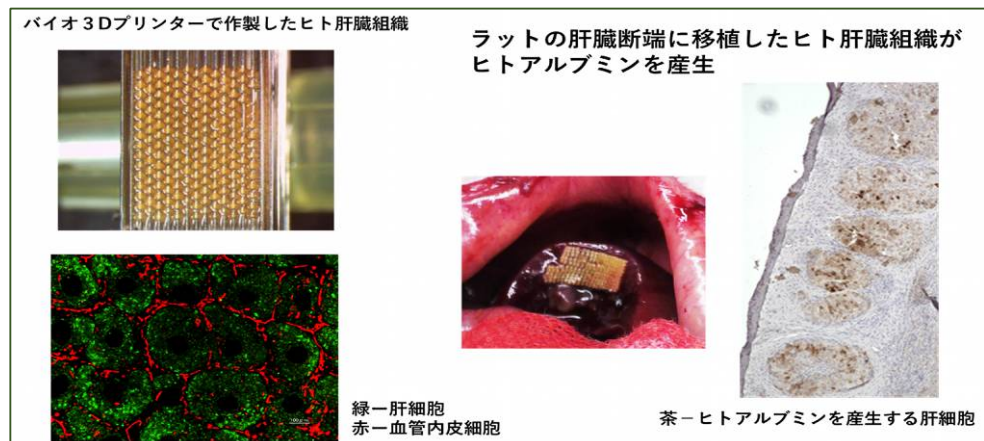 バイオ３Dプリンターで作製したヒト肝臓組織
ラットの肝臓断端に移植したヒト肝臓組織が
ヒトアルブミンを産生
緑ー肝細胞
赤ー血管内皮細胞
茶－ヒトアルブミンを産生する肝細胞